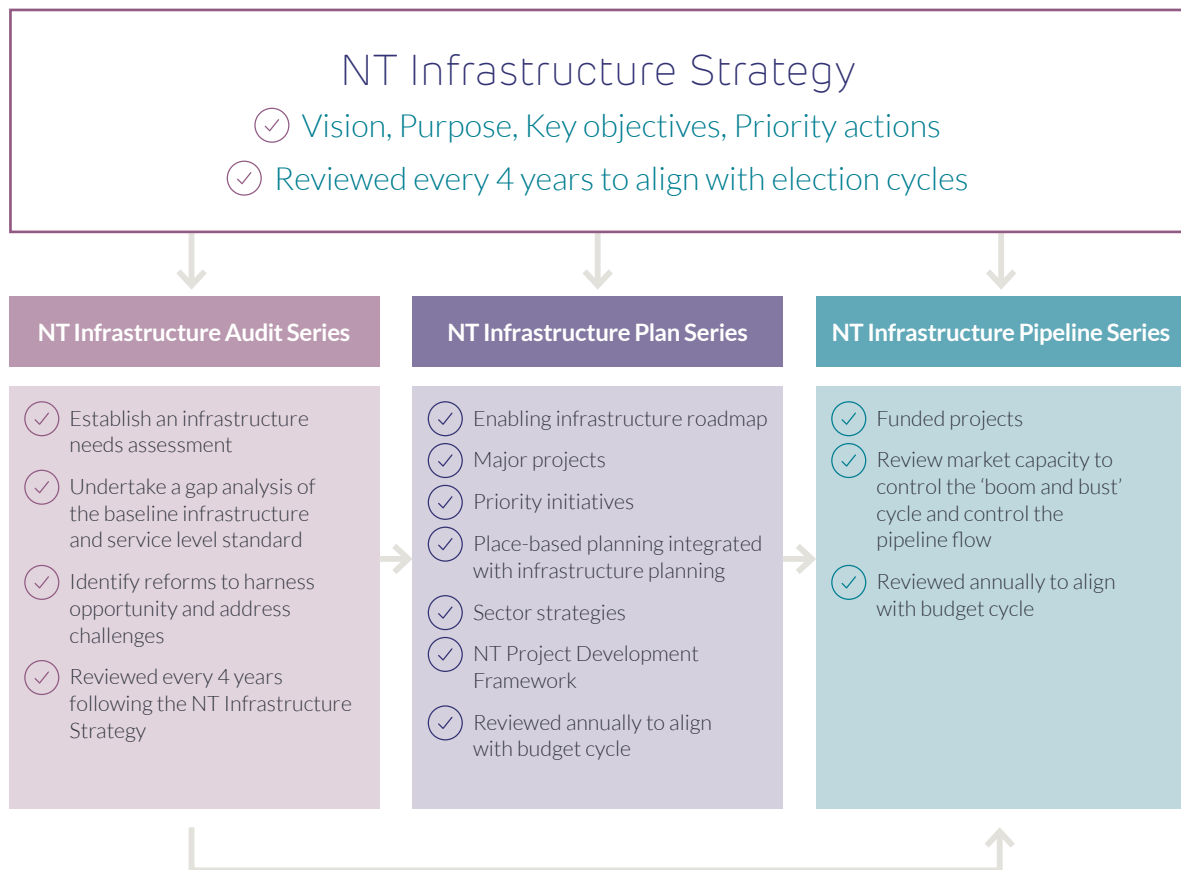 NT Infrastructure Strategy
Vision, Purpose, Key objectives, Priority actions
Reviewed every 4 years to align with election cycles
NT Infrastructure Audit Series
Establish an infrastructure
needs assessment
Undertake a gap analysis of
the baseline infrastructure
and service level standard
Identify reforms to harness
opportunity and address
challenges
Reviewed every 4 years
following the NT Infrastructure
Strategy
NT Infrastructure Plan Series
Enabling infrastructure roadmap
Major projects
Priority initiatives
Place-based planning integrated
with infrastructure planning
Sector strategies
NT Project Development
Framework
Reviewed annually to align
with budget cycle
NT Infrastructure Pipeline Series
Funded projects
Review market capacity to
control the ‘boom and bust’
cycle and control the
pipeline flow
Reviewed annually to align
with budget cycle